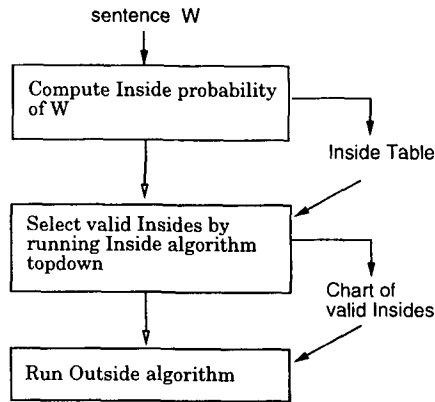 sentence W
Compute Inside probability
of W
Inside Table
Select valid Insides by
running Inside algorithm
topdown
Chart of
valid Insides
Run Outside algorithm